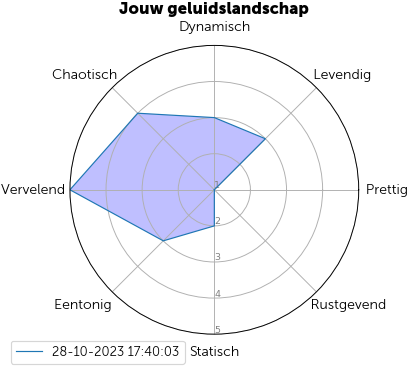 Jouw geluidslandschap
Dynamisch
Chaotisch
Levendig
Vervelend
1
Prettig
2
3
4
Eentonig
Rustgevend
5
28-10-2023 17:40:03
Statisch